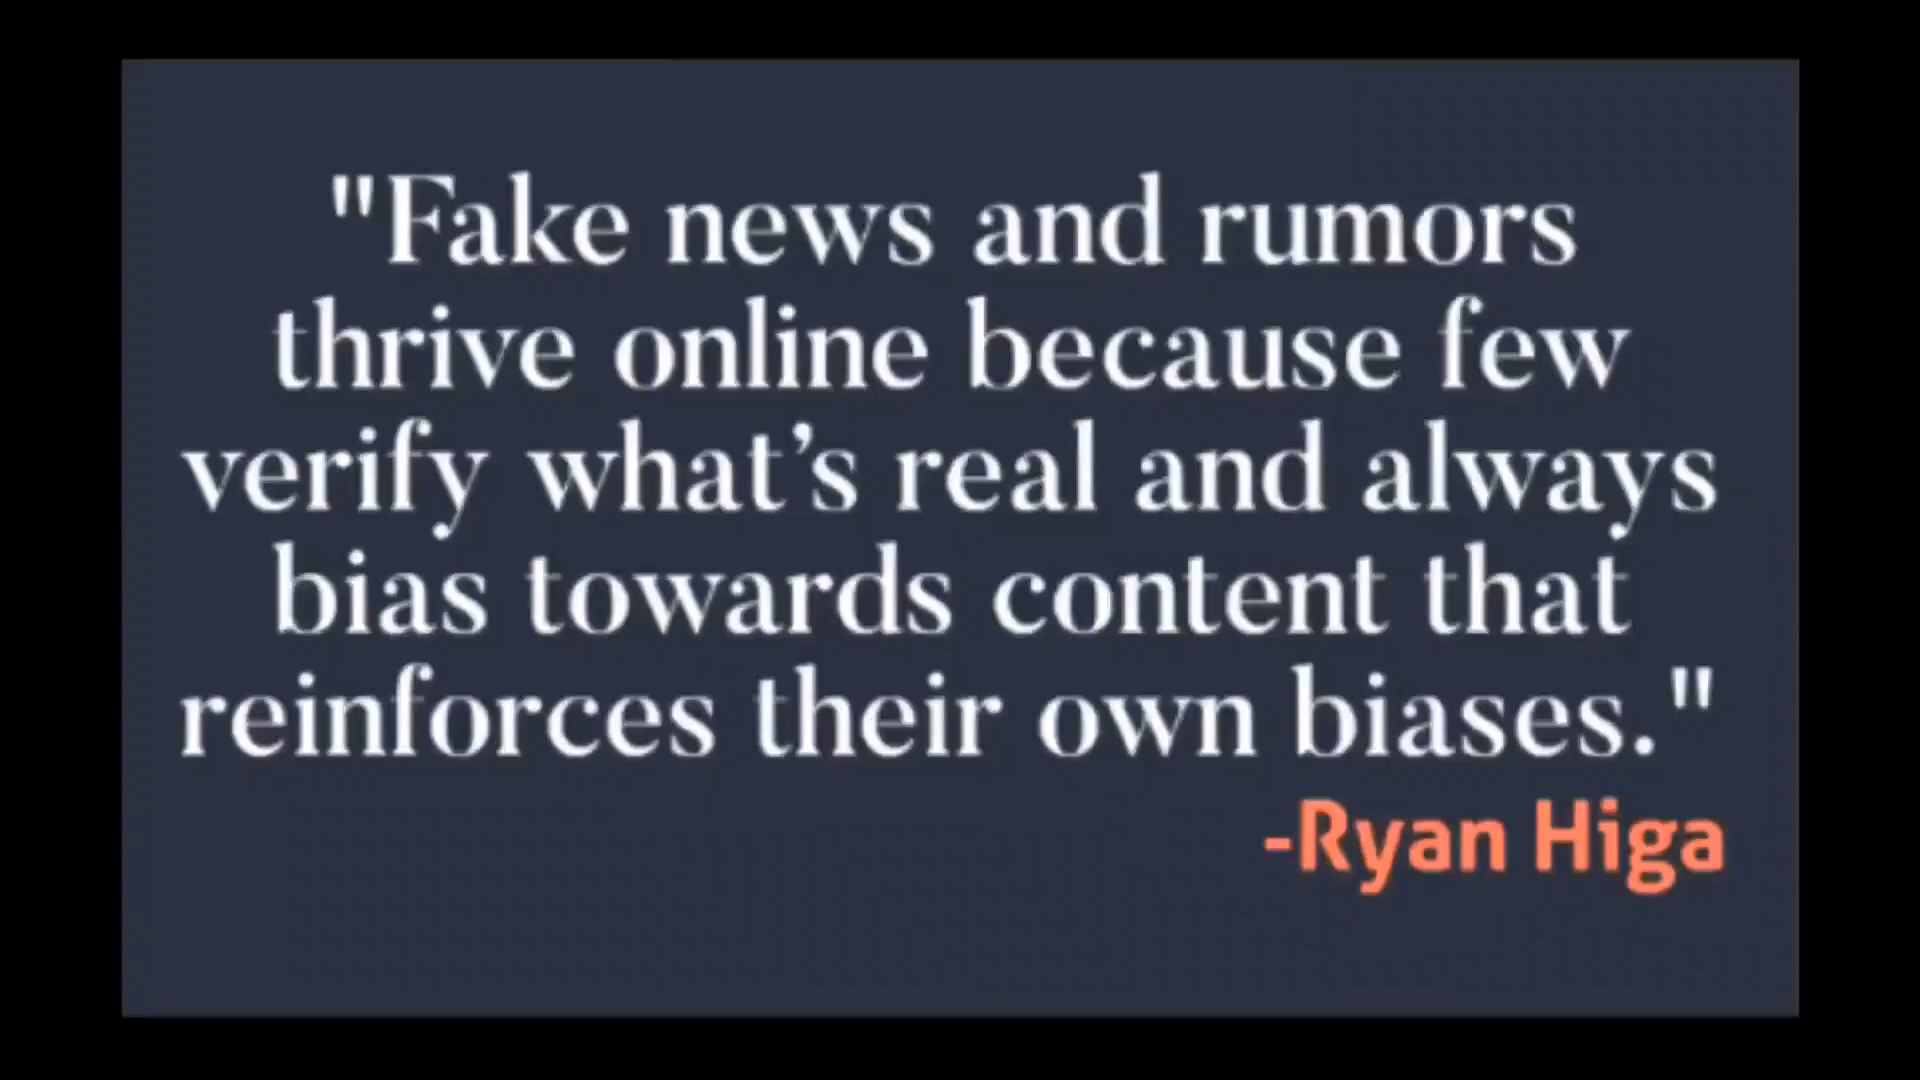 "Fake news and rumors
thrive online because few
verify what’s real and always
bias towards content that
reinforces their own biases."
-Ryan Higa